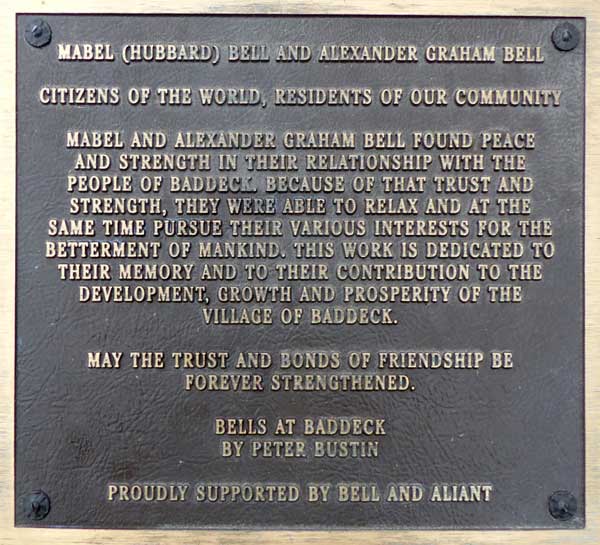 MABEL (HUBBARD) BELL AND ALEXANDER GRAHAM BELL
CITIZENS OF THE WORLD, RESIDENTS OF OUR COMMUNITY
MABEL AND ALEXANDER GRAHAM BELL FOUND PEACE
AND STRENGTH IN THEIR RELATIONSHIP WITH THE
PEOPLE OF BADDECK. BECAUSE OF THAT TRUST AND
STRENGTH, THEY WERE ABLE TO RELAX AND AT THE
SAME TIME PURSUE THEIR VARIOUS INTERESTS FOR THE
BETTERMENT OF MANKIND. THIS WORK IS DEDICATED TO
THEIR MEMORY AND TO THEIR CONTRIBUTION TO THE
DEVELOPMENT, GROWTH AND PROSPERITY OF THE
VILLAGE OF BADDECK.
MAY THE TRUST AND BONDS OF FRIENDSHIP BE
FOREVER STRENGTHENED.
BELLS AT BADDECK
BY PETER BUSTIN
PROUDLY SUPPORTED BY BELL AND ALIANT